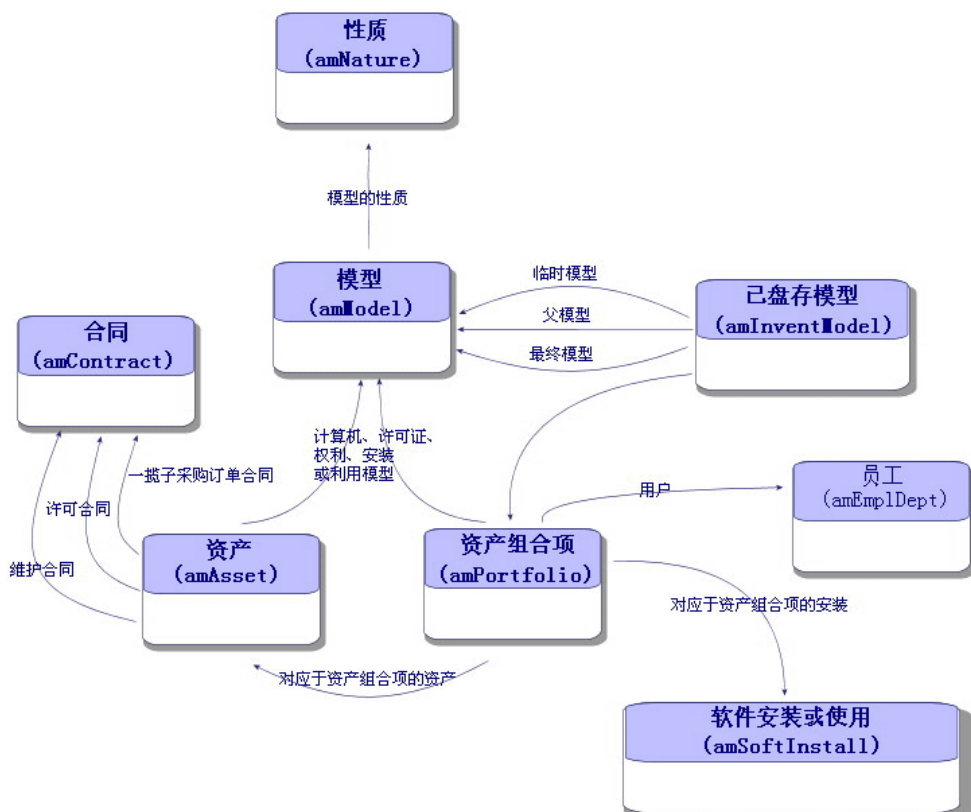 性质
(amNature)
模型的性质
模型
(amModel)
临时模型
父模型
最终模型
已盘存模型
(amInventModel)
合同
(amContract)
计算机、许可证、
权利、安装
或利用模型
一揽子采购订单合同
许可合同
维护合同
员工
(amEmplDept)
用户
资产
(amAsset)
资产组合项
(amPortfolio)
对应于资产组合项的安装
对应于资产组合项的资产
软件安装或使用
(amSoftInstall)